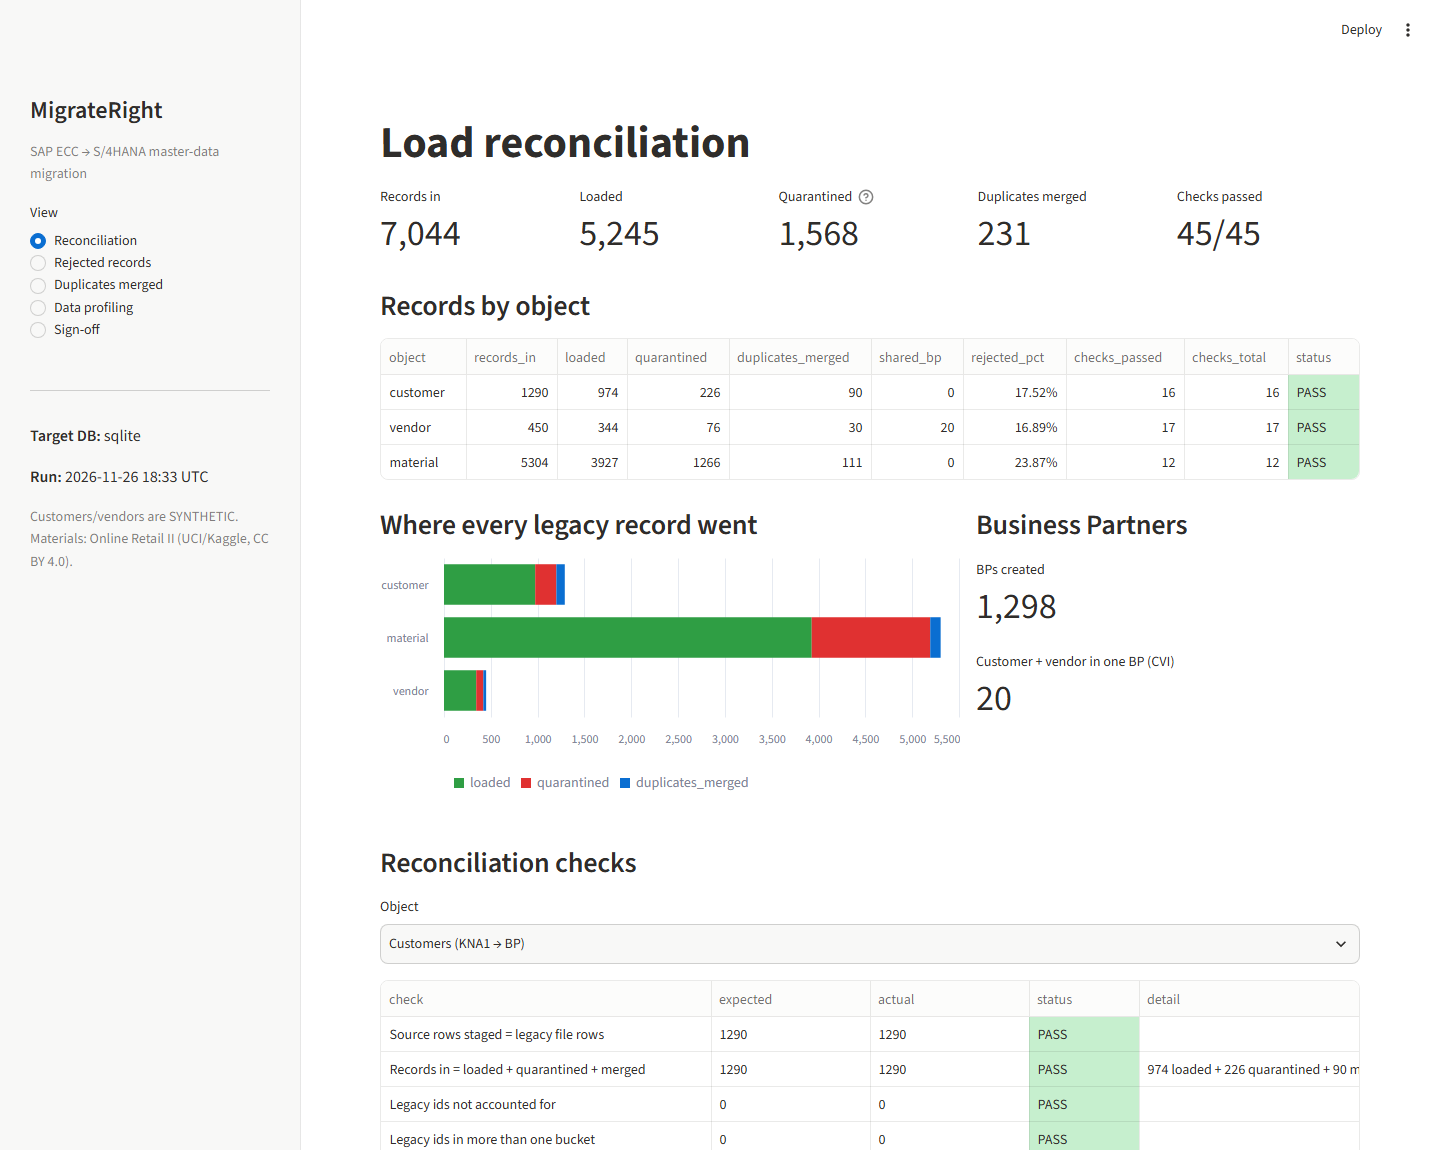 Deploy
MigrateRight
SAP ECC → S/4HANA master-data
migration
View
Reconciliation
Rejected records
Duplicates merged
Data profiling
Sign-off
Target DB: sqlite
Run: 2026-11-26 18:33 UTC
Customers/vendors are SYNTHETIC.
Materials: Online Retail II (UCI/Kaggle, CC
BY 4.0).
Load reconciliation
Records in Loaded Quarantined Duplicates merged Checks passed
7,044 5,245 1,568 231 45/45
Records by object
object records_in loaded quarantined duplicates_merged shared_bp rejected_pct checks_passed checks_total status
customer 1290 974 226 90 0 17.52% 16 16 PASS
vendor 450 344 76 30 20 16.89% 17 17 PASS
material 5304 3927 1266 111 0 23.87% 12 12 PASS
Where every legacy record went
customer
material
vendor
0 500 1,000 1,500 2,000 2,500 3,000 3,500 4,000 4,500 5,000 5,500
loaded quarantined duplicates_merged
Business Partners
BPs created
1,298
Customer + vendor in one BP (CVI)
20
Reconciliation checks
Object
Customers (KNA1 → BP)
check expected actual status detail
Source rows staged = legacy file rows 1290 1290 PASS
Records in = loaded + quarantined + merged 1290 1290 PASS 974 loaded + 226 quarantined + 90 m
Legacy ids not accounted for 0 0 PASS
Legacy ids in more than one bucket 0 0 PASS